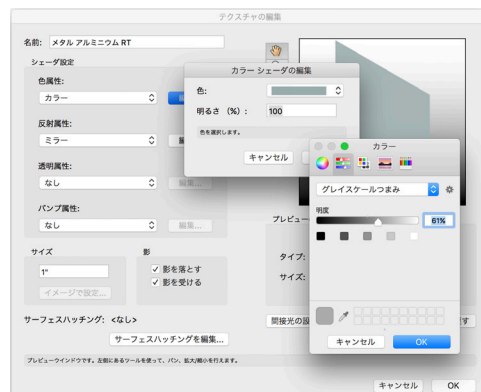 テクスチャの編集
名前: メタル アルミニウム RT
シェーダ設定
色属性:
カラー
反射属性:
ミラー
透明属性:
なし
編集...
バンプ属性:
なし
編集...
サイズ
1"
イメージで設定...
影
影を落とす
影を受ける
サーフェスハッチング: <なし>
サーフェスハッチングを編集...
プレビューウインドウです。左側にあるツールを使って、パン、拡大/縮小を行えます。
カラー シェーダの編集
色:
明るさ (%) : 100
色を選択します。
キャンセル
カラー
グレイスケールつまみ
明度
61%
キャンセル
OK
プレビュー
タイプ:
サイズ:
間接光の設
す
キャンセル
OK